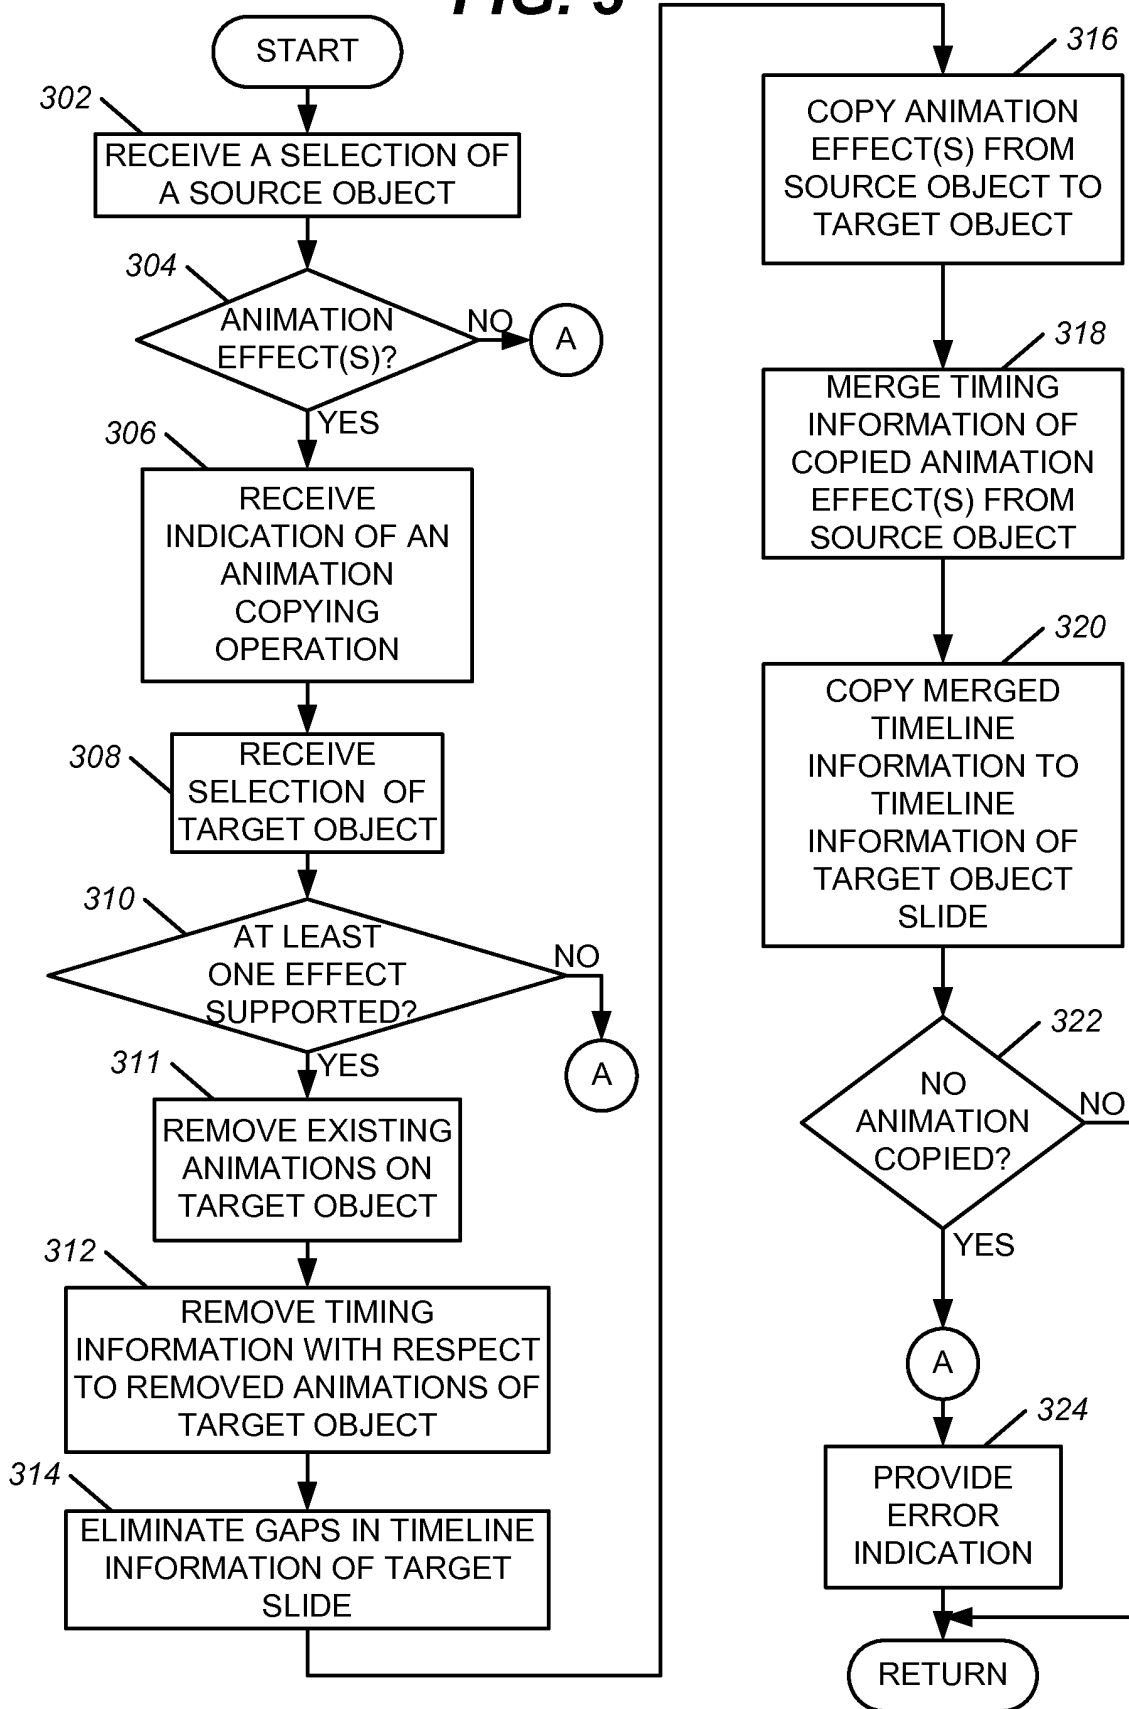 FIG. 3
START
302
RECEIVE A SELECTION OF
A SOURCE OBJECT
304
ANIMATION
EFFECT(S)?
NO
A
YES
306
RECEIVE
INDICATION OF AN
ANIMATION
COPYING
OPERATION
308
RECEIVE
SELECTION OF
TARGET OBJECT
310
AT LEAST
ONE EFFECT
SUPPORTED?
NO
A
YES
311
REMOVE EXISTING
ANIMATIONS ON
TARGET OBJECT
312
REMOVE TIMING
INFORMATION WITH RESPECT
TO REMOVED ANIMATIONS OF
TARGET OBJECT
314
ELIMINATE GAPS IN TIMELINE
INFORMATION OF TARGET
SLIDE
316
COPY ANIMATION
EFFECT(S) FROM
SOURCE OBJECT TO
TARGET OBJECT
318
MERGE TIMING
INFORMATION OF
COPIED ANIMATION
EFFECT(S) FROM
SOURCE OBJECT
320
COPY MERGED
TIMELINE
INFORMATION TO
TIMELINE
INFORMATION OF
TARGET OBJECT
SLIDE
322
NO
ANIMATION
COPIED?
NO
YES
A
324
PROVIDE
ERROR
INDICATION
RETURN